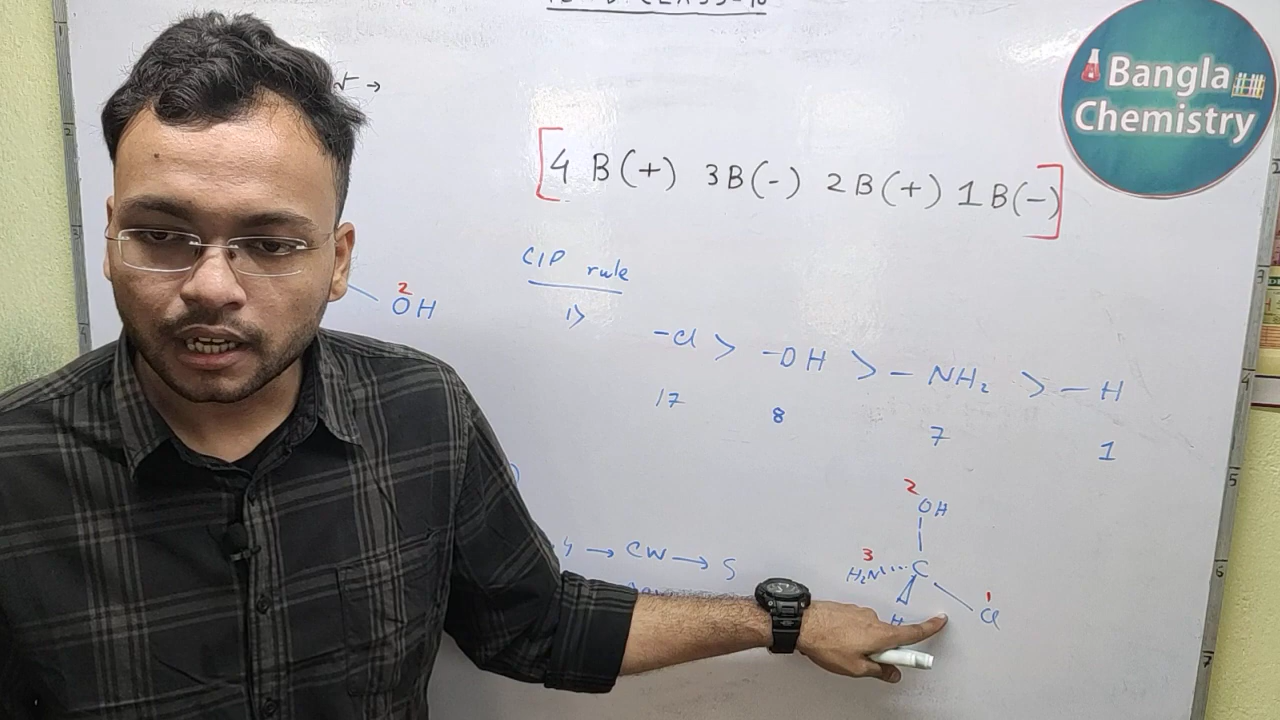 Bangla
Chemistry
[4 B(+) 3B(-) 2B(+) 1B(-)]
CIP rule
1>
-Cl > -OH > -NH₂ > -H
17 8 7 1
2
OH
→ CW → S
2
OH
3
H₂N C
1
H Cl